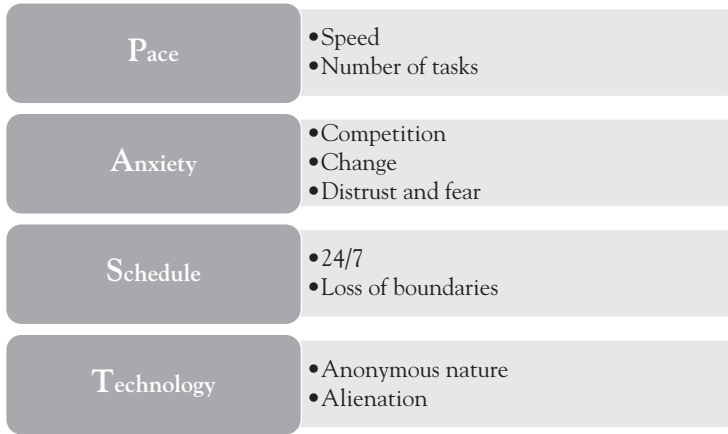 Pace
•Speed
•Number of tasks
Anxiety
•Competition
•Change
•Distrust and fear
Schedule
•24/7
•Loss of boundaries
Technology
•Anonymous nature
•Alienation